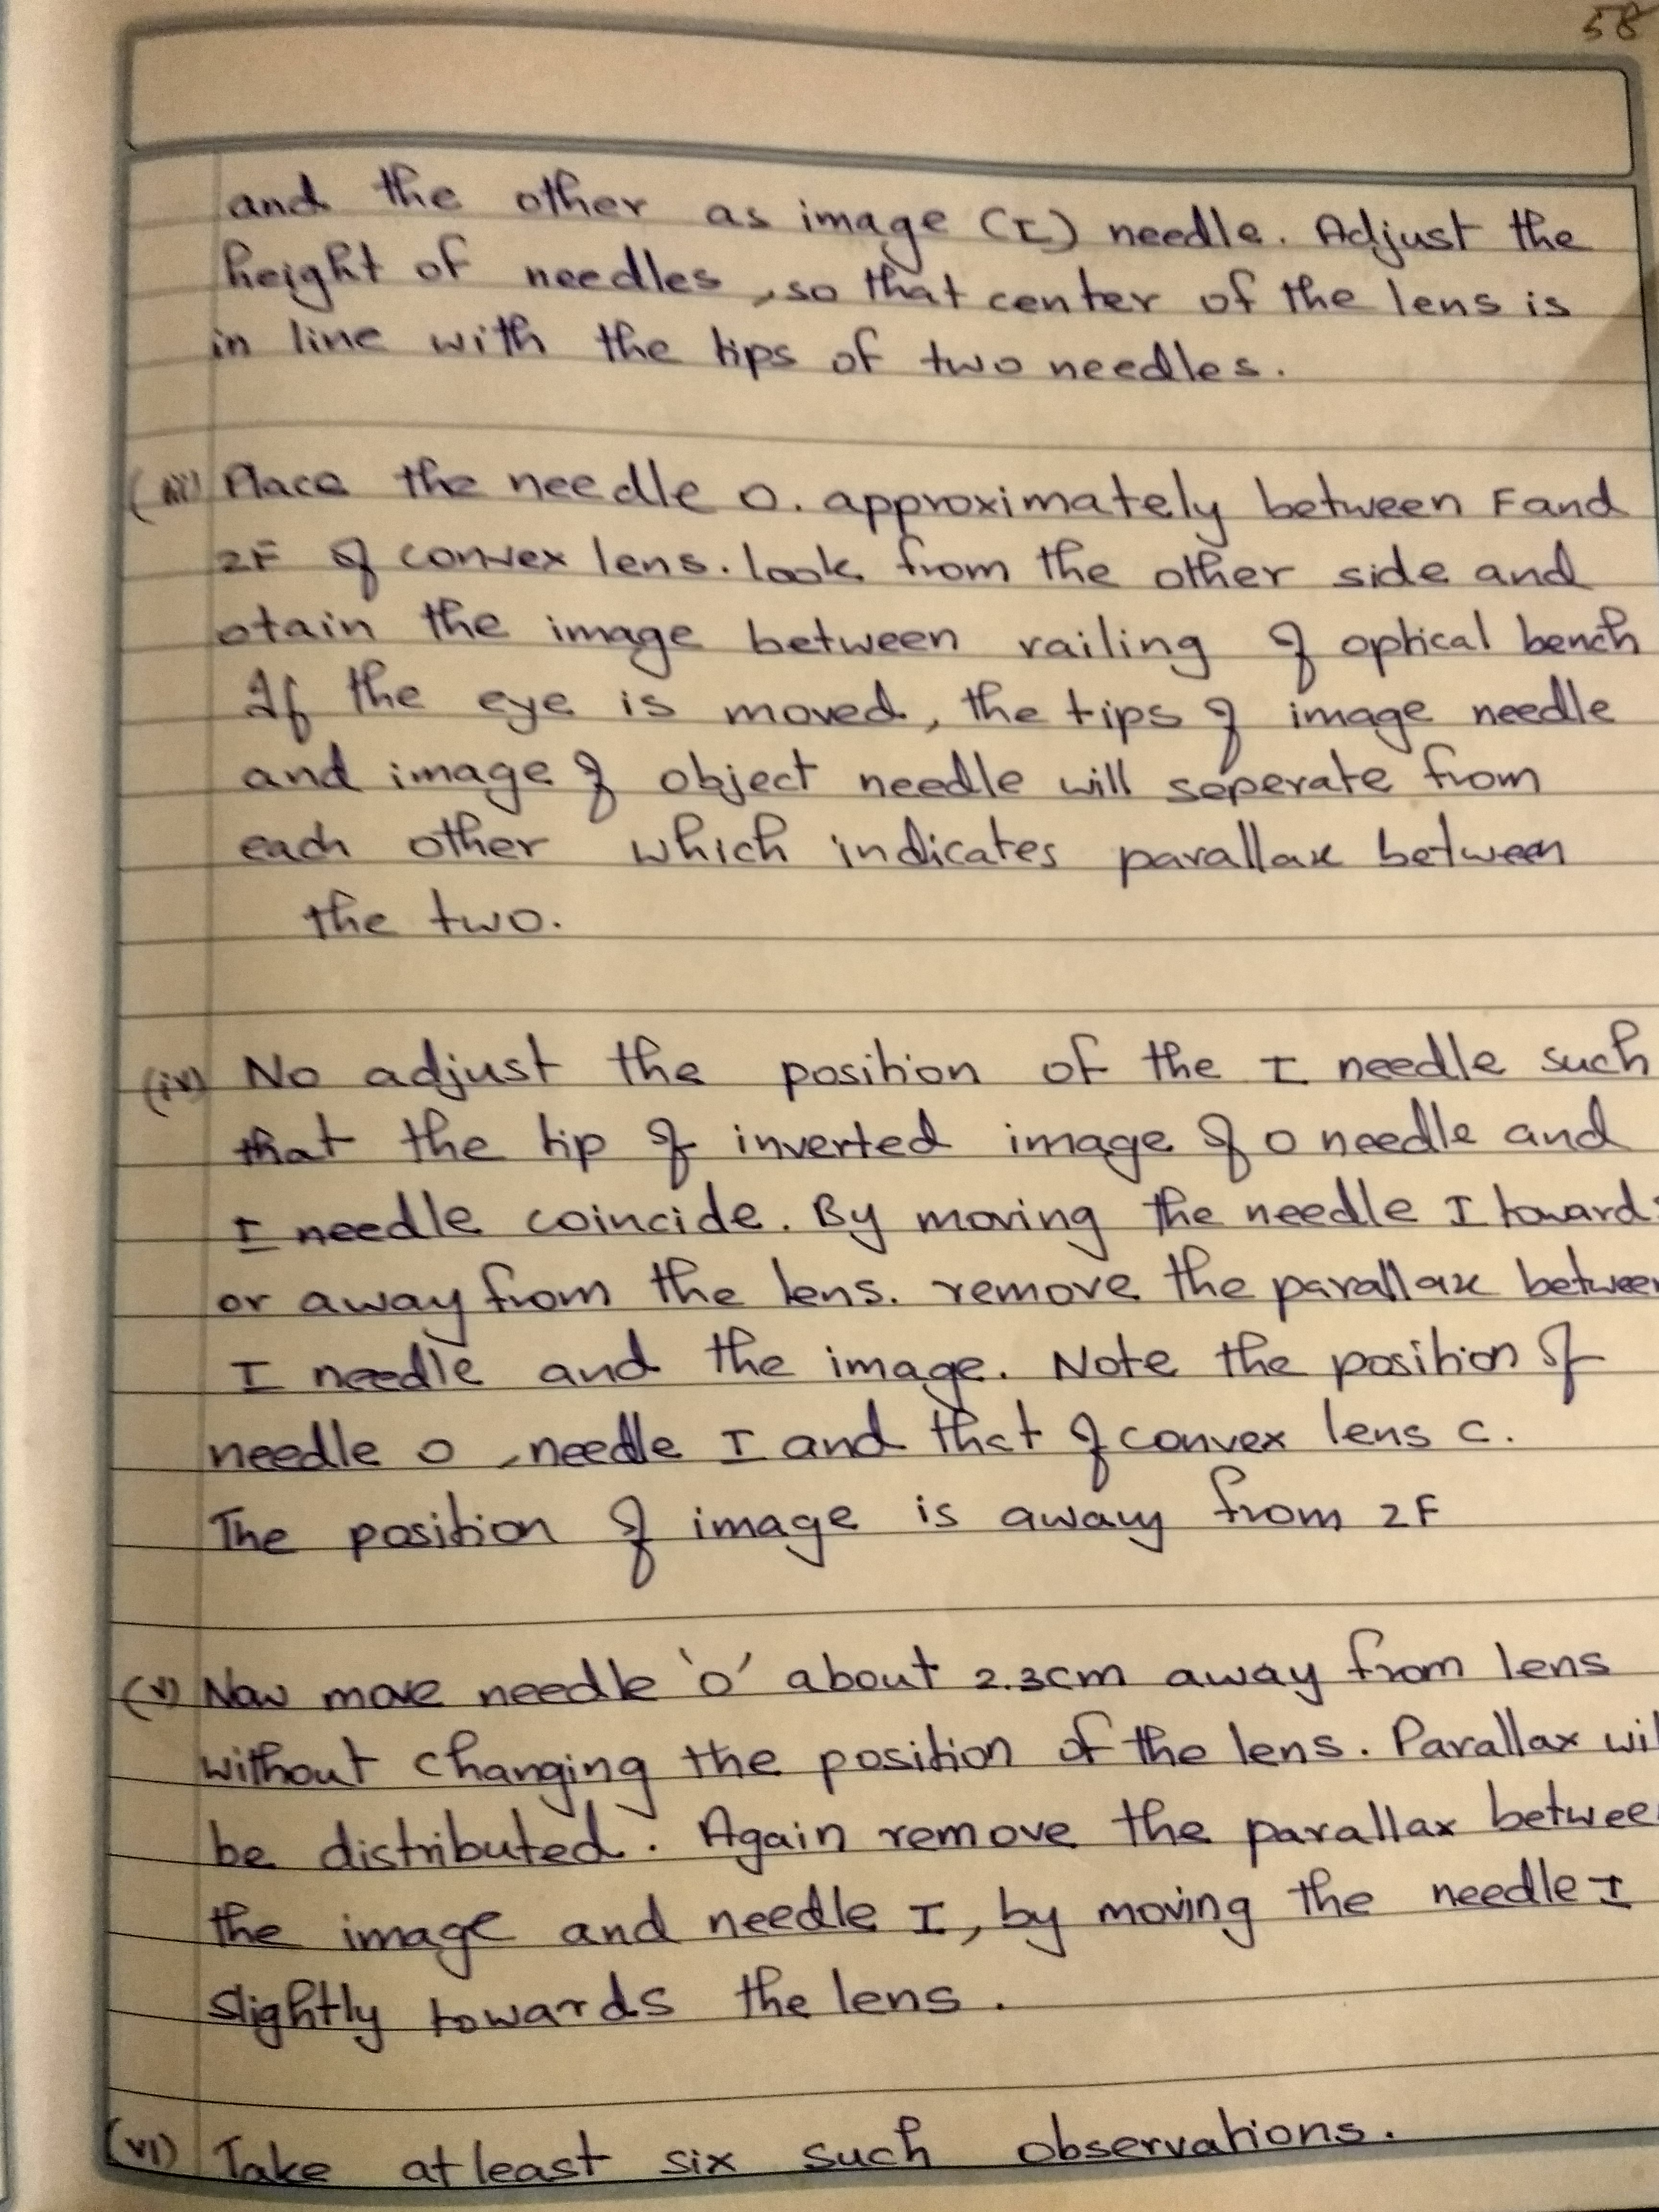 58
and the other as image (I) needle. Adjust the
height of needles, so that center of the lens is
in line with the tips of two needles.
(iii) Place the needle O. approximately between F and
2F of convex lens. look from the other side and
otain the image between railing of optical bench
If the eye is moved, the tips of image needle
and image of object needle will seperate from
each other which indicates parallax between
the two.
(iv) No adjust the position of the I needle such
that the tip of inverted image of O needle and
I needle coincide. By moving the needle I towards
or away from the lens. remove the parallax between
I needle and the image. Note the position of
needle O, needle I and that of convex lens C.
The position of image is away from 2F
(v) Now move needle 'O' about 2.3cm away from lens
without changing the position of the lens. Parallax wil
be distributed. Again remove the parallax betwee
the image and needle I, by moving the needle I
slightly towards the lens.
(vi) Take atleast six such observations.